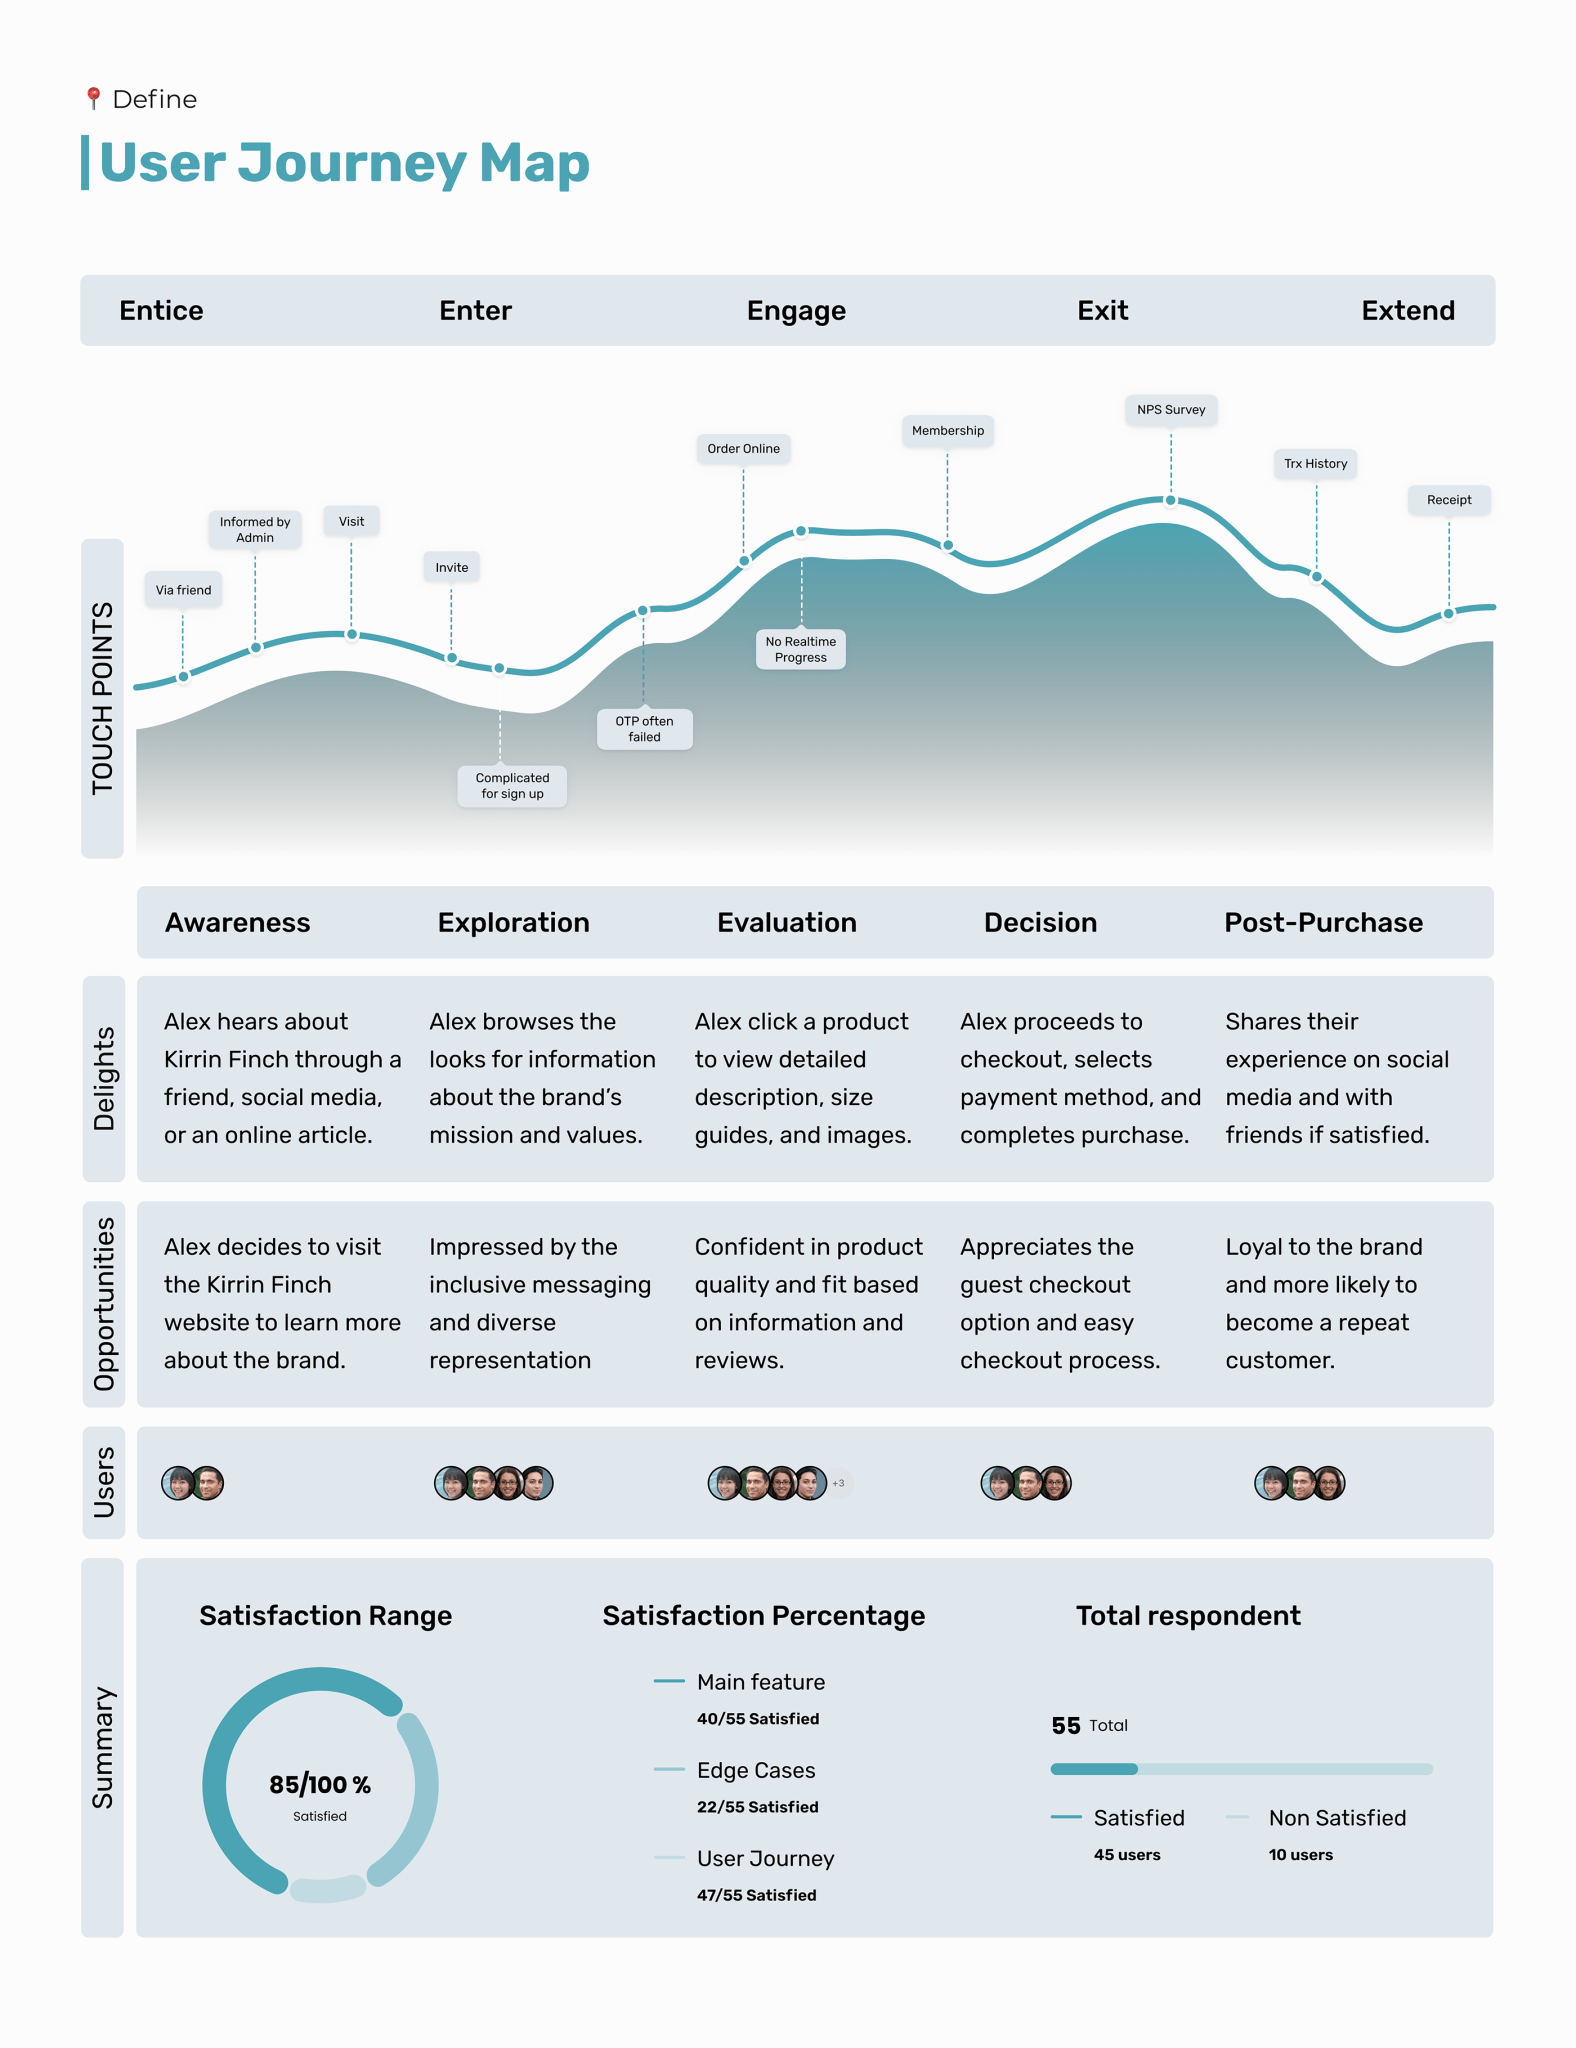 Define
User Journey Map
Entice
Enter
Engage
Exit
Extend
TOUCH POINTS
Via friend
Informed by
Admin
Visit
Invite
Complicated
for sign up
OTP often
failed
Order Online
No Realtime
Progress
Membership
NPS Survey
Trx History
Receipt
Awareness
Exploration
Evaluation
Decision
Post-Purchase
Delights
Alex hears about
Kirrin Finch through a
friend, social media,
or an online article.
Alex browses the
looks for information
about the brand’s
mission and values.
Alex click a product
to view detailed
description, size
guides, and images.
Alex proceeds to
checkout, selects
payment method, and
completes purchase.
Shares their
experience on social
media and with
friends if satisfied.
Opportunities
Alex decides to visit
the Kirrin Finch
website to learn more
about the brand.
Impressed by the
inclusive messaging
and diverse
representation
Confident in product
quality and fit based
on information and
reviews.
Appreciates the
guest checkout
option and easy
checkout process.
Loyal to the brand
and more likely to
become a repeat
customer.
Users
+3
Summary
Satisfaction Range
85/100 %
Satisfied
Satisfaction Percentage
Main feature
40/55 Satisfied
Edge Cases
22/55 Satisfied
User Journey
47/55 Satisfied
Total respondent
55 Total
Satisfied
45 users
Non Satisfied
10 users